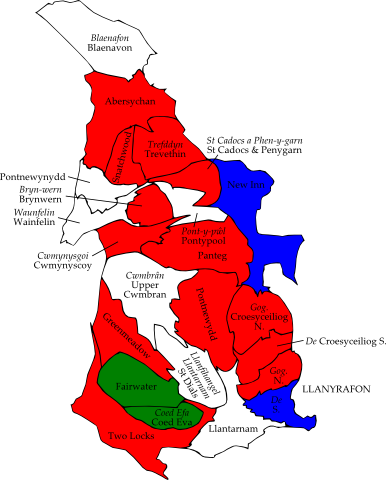 Blaenafon
Blaenavon
Abersychan
Snatchwood
Trefddyn
Trevethin
St Cadocs a Phen-y-garn
St Cadocs & Penygarn
Pontnewynydd
Bryn-wern
Brynwern
New Inn
Waunfelin
Wainfelin
Pont-y-pŵl
Pontypool
Cwmynysgoi
Cwmynyscoy
Panteg
Cwmbrân
Upper
Cwmbran
Pontnewydd
Gog.
Croesyceiliog
N.
De Croesyceiliog S.
Greenmeadow
Llanfihangel
Llantarnam
St Dials
Gog.
N.
LLANYRAFON
De
S.
Fairwater
Coed Efa
Coed Eva
Two Locks
Llantarnam